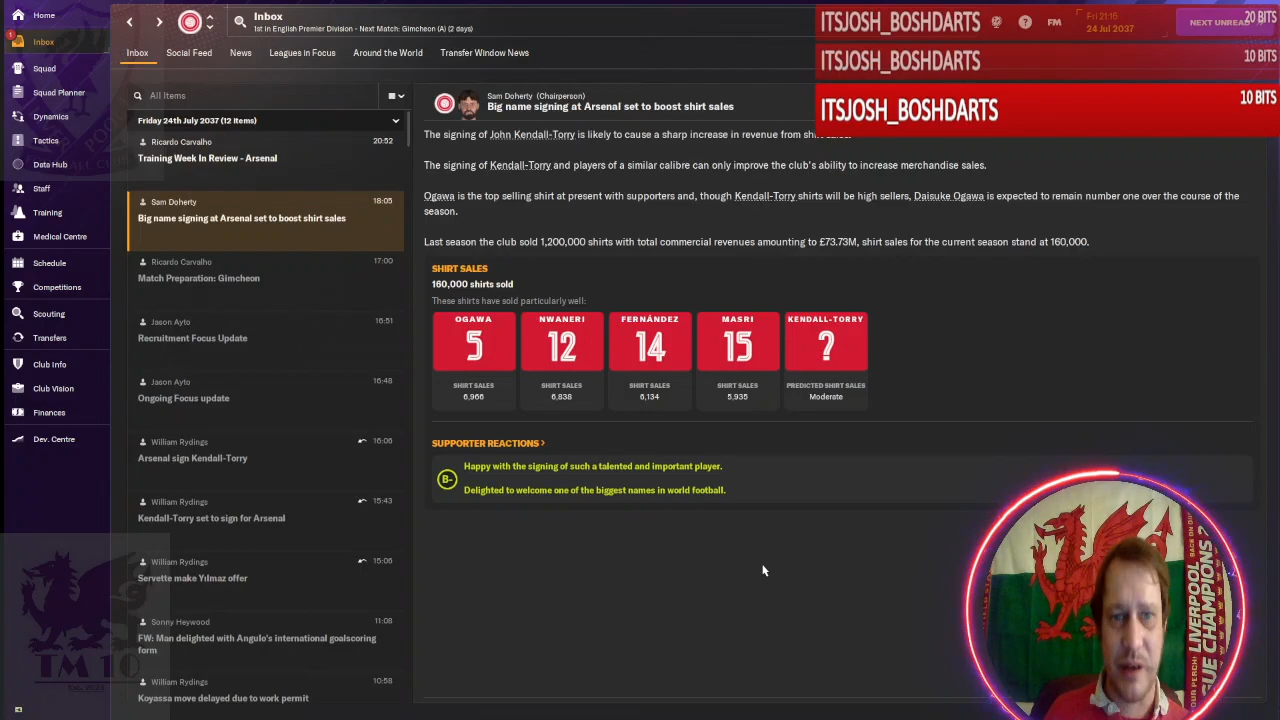 Home
Inbox
1
Squad
Squad Planner
Dynamics
Tactics
Data Hub
Staff
Training
Medical Centre
Schedule
Competitions
Scouting
Transfers
Club Info
Club Vision
Finances
Dev. Centre
Inbox
1st in English Premier Division - Next Match: Gimcheon (A) (2 days)
FM
Fri 21:15
24 Jul 2037
NEXT UNREAD
ITSJOSH_BOSHDARTS
20 BITS
ITSJOSH_BOSHDARTS
10 BITS
ITSJOSH_BOSHDARTS
10 BITS
Inbox
Social Feed
News
Leagues in Focus
Around the World
Transfer Window News
All Items
Friday 24th July 2037 (12 Items)
Ricardo Carvalho
20:52
Training Week In Review - Arsenal
Sam Doherty
18:05
Big name signing at Arsenal set to boost shirt sales
Ricardo Carvalho
17:00
Match Preparation: Gimcheon
Jason Ayto
16:51
Recruitment Focus Update
Jason Ayto
16:48
Ongoing Focus update
William Rydings
16:06
Arsenal sign Kendall-Torry
William Rydings
15:43
Kendall-Torry set to sign for Arsenal
William Rydings
15:06
Servette make Yılmaz offer
Sonny Heywood
11:08
FW: Man delighted with Angulo's international goalscoring
form
William Rydings
10:58
Koyassa move delayed due to work permit
Sam Doherty (Chairperson)
Big name signing at Arsenal set to boost shirt sales
The signing of John Kendall-Torry is likely to cause a sharp increase in revenue from shirt sales.
The signing of Kendall-Torry and players of a similar calibre can only improve the club's ability to increase merchandise sales.
Ogawa is the top selling shirt at present with supporters and, though Kendall-Torry shirts will be high sellers, Daisuke Ogawa is expected to remain number one over the course of the
season.
Last season the club sold 1,200,000 shirts with total commercial revenues amounting to £73.73M, shirt sales for the current season stand at 160,000.
SHIRT SALES
160,000 shirts sold
These shirts have sold particularly well:
OGAWA
5
SHIRT SALES
6,966
NWANERI
12
SHIRT SALES
6,838
FERNÁNDEZ
14
SHIRT SALES
6,134
MASRI
15
SHIRT SALES
5,935
KENDALL-TORRY
?
PREDICTED SHIRT SALES
Moderate
SUPPORTER REACTIONS >
B-
Happy with the signing of such a talented and important player.
Delighted to welcome one of the biggest names in world football.
TM 10
LIVERPOOL